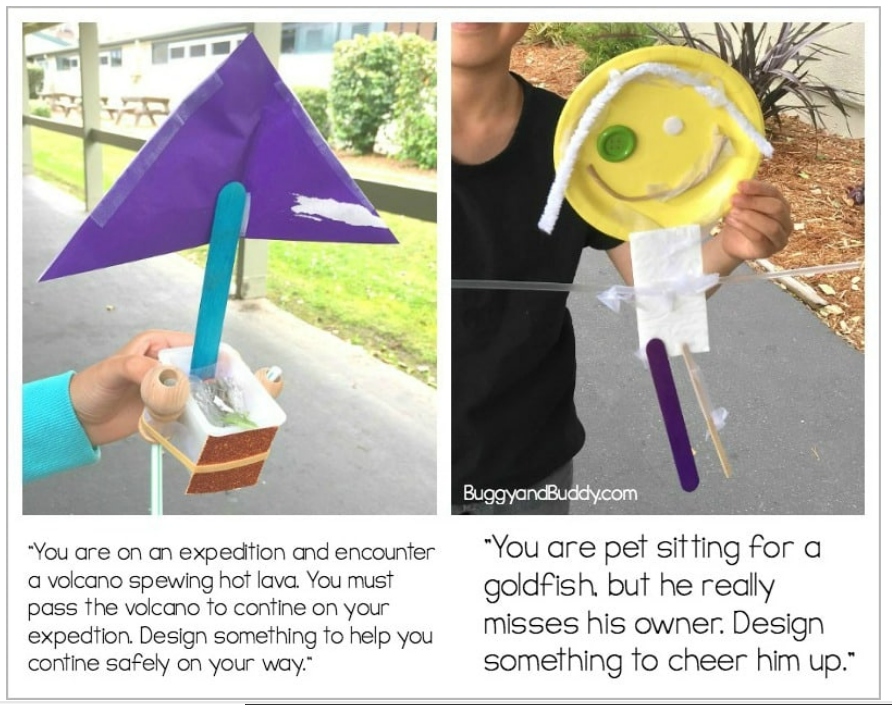 BuggyandBuddy.com
"You are on an expedition and encounter
a volcano spewing hot lava. You must
pass the volcano to contine on your
expedtion. Design something to help you
contine safely on your way."
"You are pet sitting for a
goldfish, but he really
misses his owner. Design
something to cheer him up."